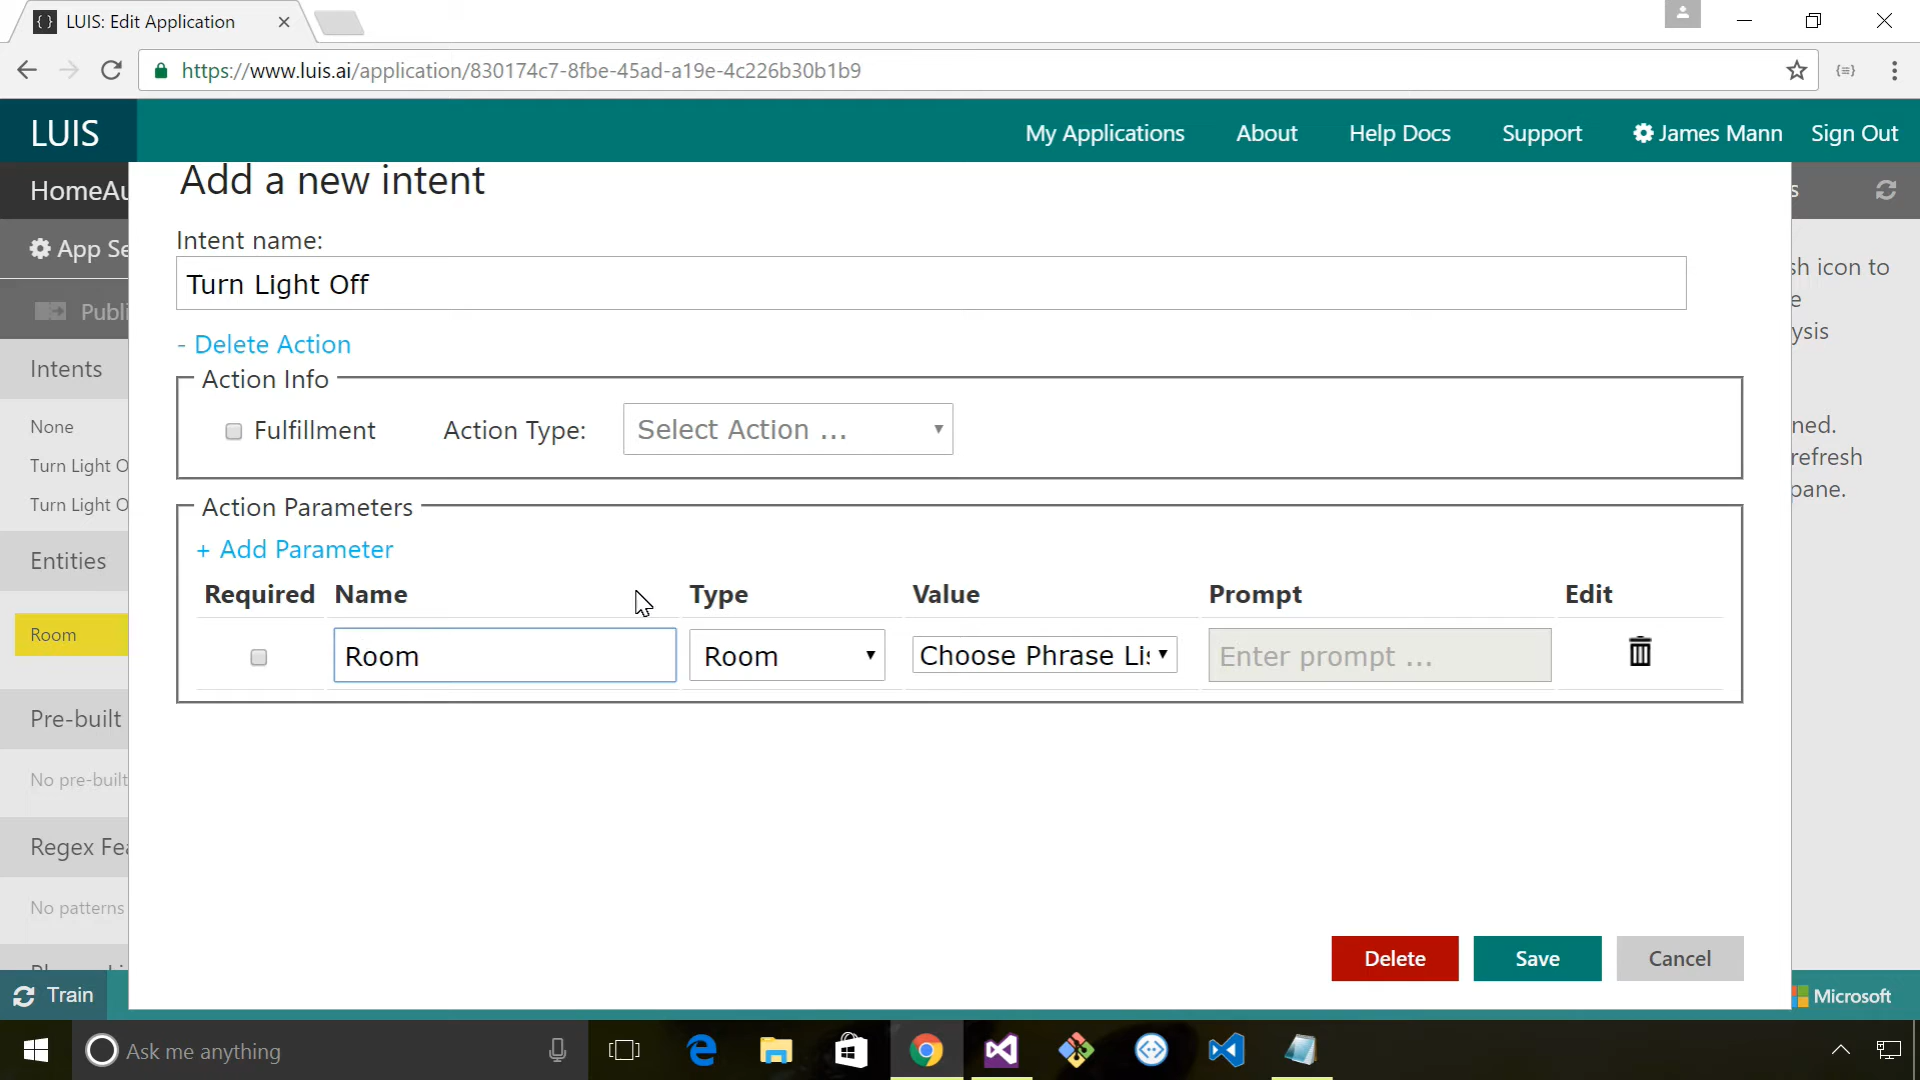 LUIS: Edit Application
https://www.luis.ai/application/830174c7-8fbe-45ad-a19e-4c226b30b1b9
LUIS
My Applications
About
Help Docs
Support
James Mann
Sign Out
HomeAu
s
App Se
Publi
Intents
None
Turn Light O
Turn Light O
Entities
Room
Pre-built
No pre-built
Regex Fea
No patterns
Add a new intent
Intent name:
Turn Light Off
- Delete Action
Action Info
Fulfillment
Action Type:
Select Action ...
Action Parameters
+ Add Parameter
Required Name Type Value Prompt Edit
Room Room Choose Phrase Lis Enter prompt ...
Delete Save Cancel
sh icon to
e
ysis
ned.
refresh
pane.
Train
Microsoft
Ask me anything